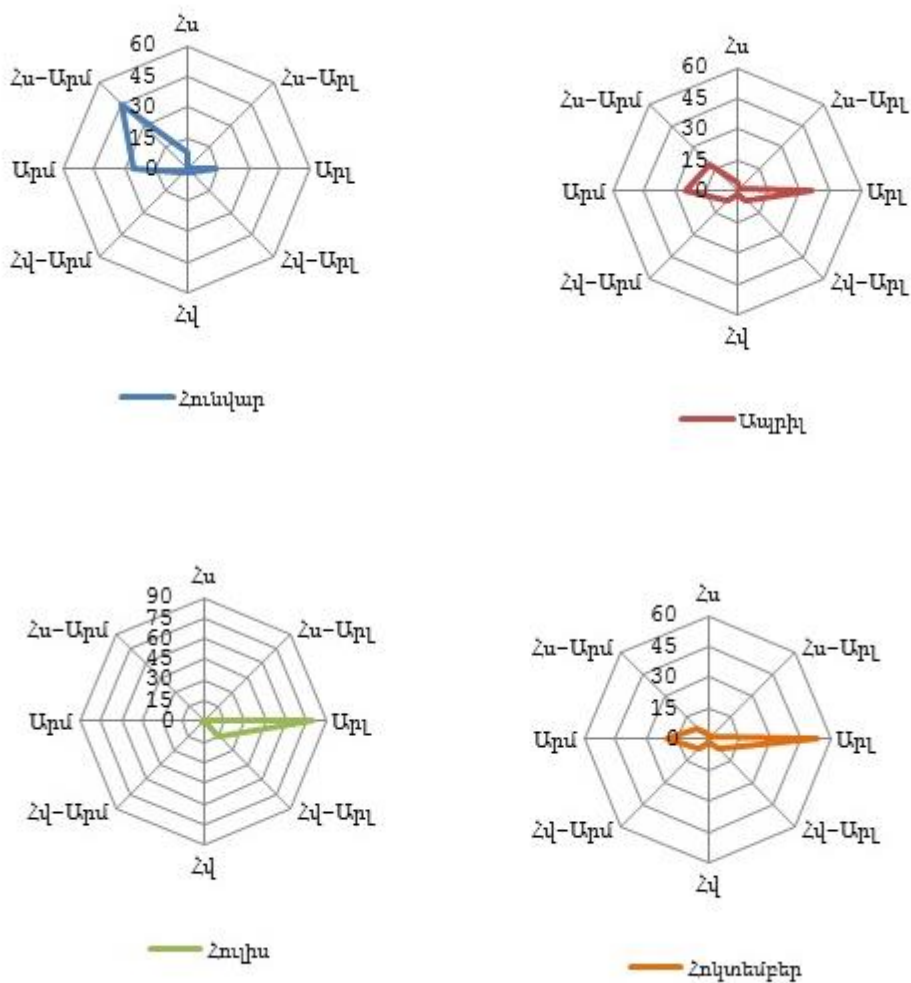 Հս
60
45
30
15
0
Հս-Արմ
Հս-Արլ
Արմ
Արլ
Հվ-Արմ
Հվ-Արլ
Հվ
Հունվար
Հս
60
45
30
15
0
Հս-Արմ
Հս-Արլ
Արմ
Արլ
Հվ-Արմ
Հվ-Արլ
Հվ
Ապրիլ
Հս
90
75
60
45
30
15
0
Հս-Արմ
Հս-Արլ
Արմ
Արլ
Հվ-Արմ
Հվ-Արլ
Հվ
Հուլիս
Հս
60
45
30
15
0
Հս-Արմ
Հս-Արլ
Արմ
Արլ
Հվ-Արմ
Հվ-Արլ
Հվ
Հոկտեմբեր